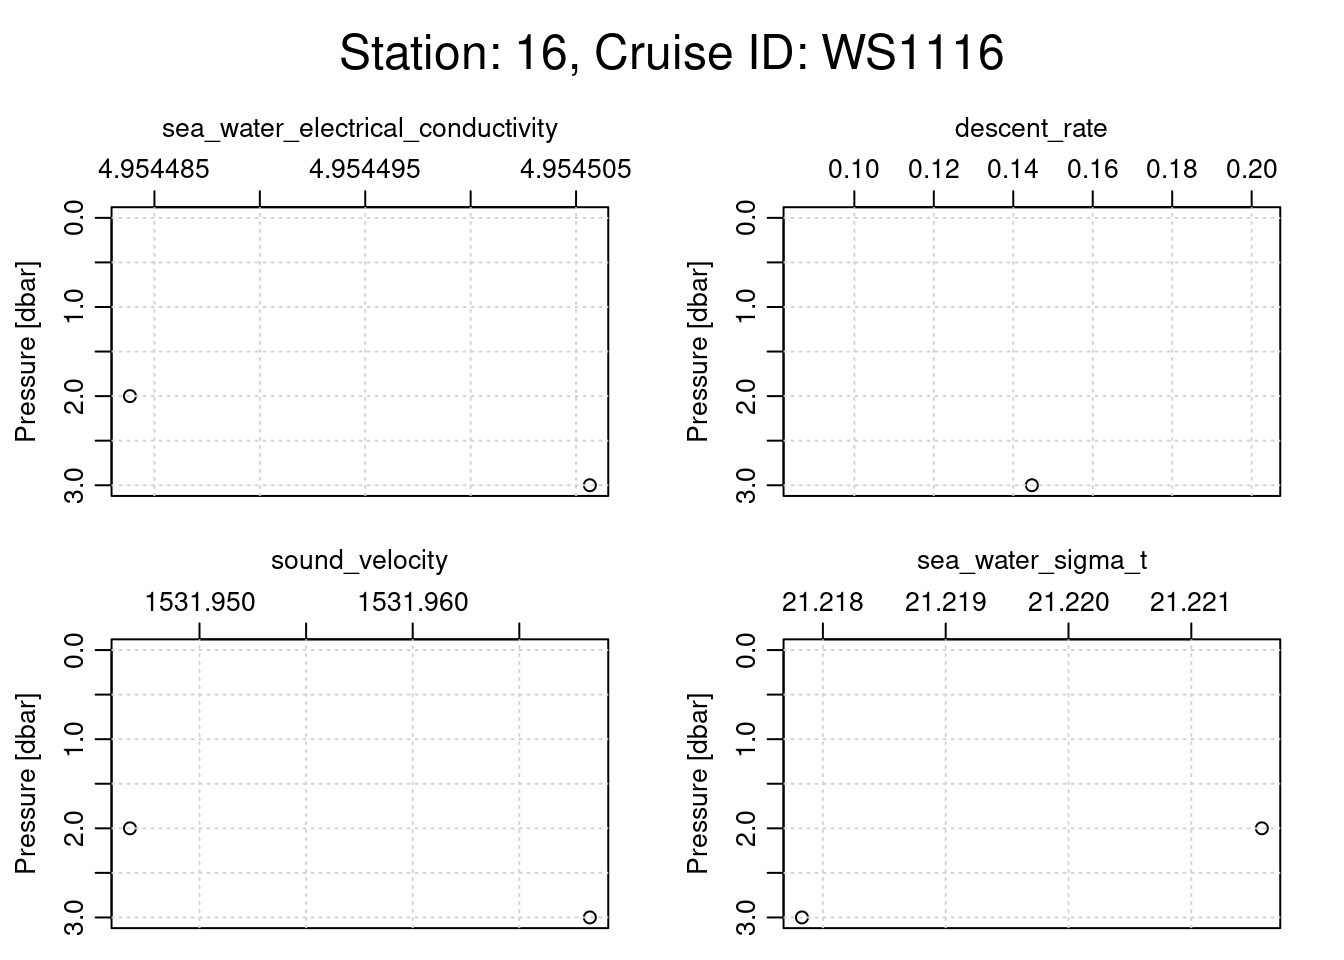 Station: 16, Cruise ID: WS1116
sea_water_electrical_conductivity
4.954485 4.954495 4.954505
Pressure [dbar]
0.0
1.0
2.0
3.0
descent_rate
0.10 0.12 0.14 0.16 0.18 0.20
Pressure [dbar]
0.0
1.0
2.0
3.0
sound_velocity
1531.950 1531.960
Pressure [dbar]
0.0
1.0
2.0
3.0
sea_water_sigma_t
21.218 21.219 21.220 21.221
Pressure [dbar]
0.0
1.0
2.0
3.0